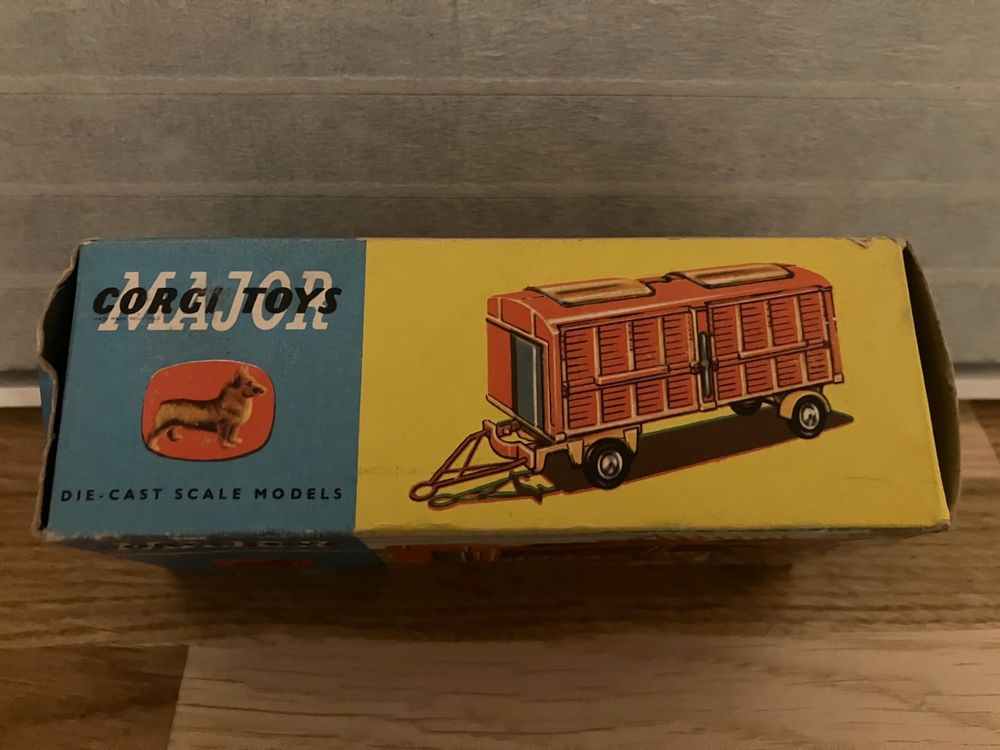 MAJOR
CORGI TOYS
DIE-CAST SCALE MODELS